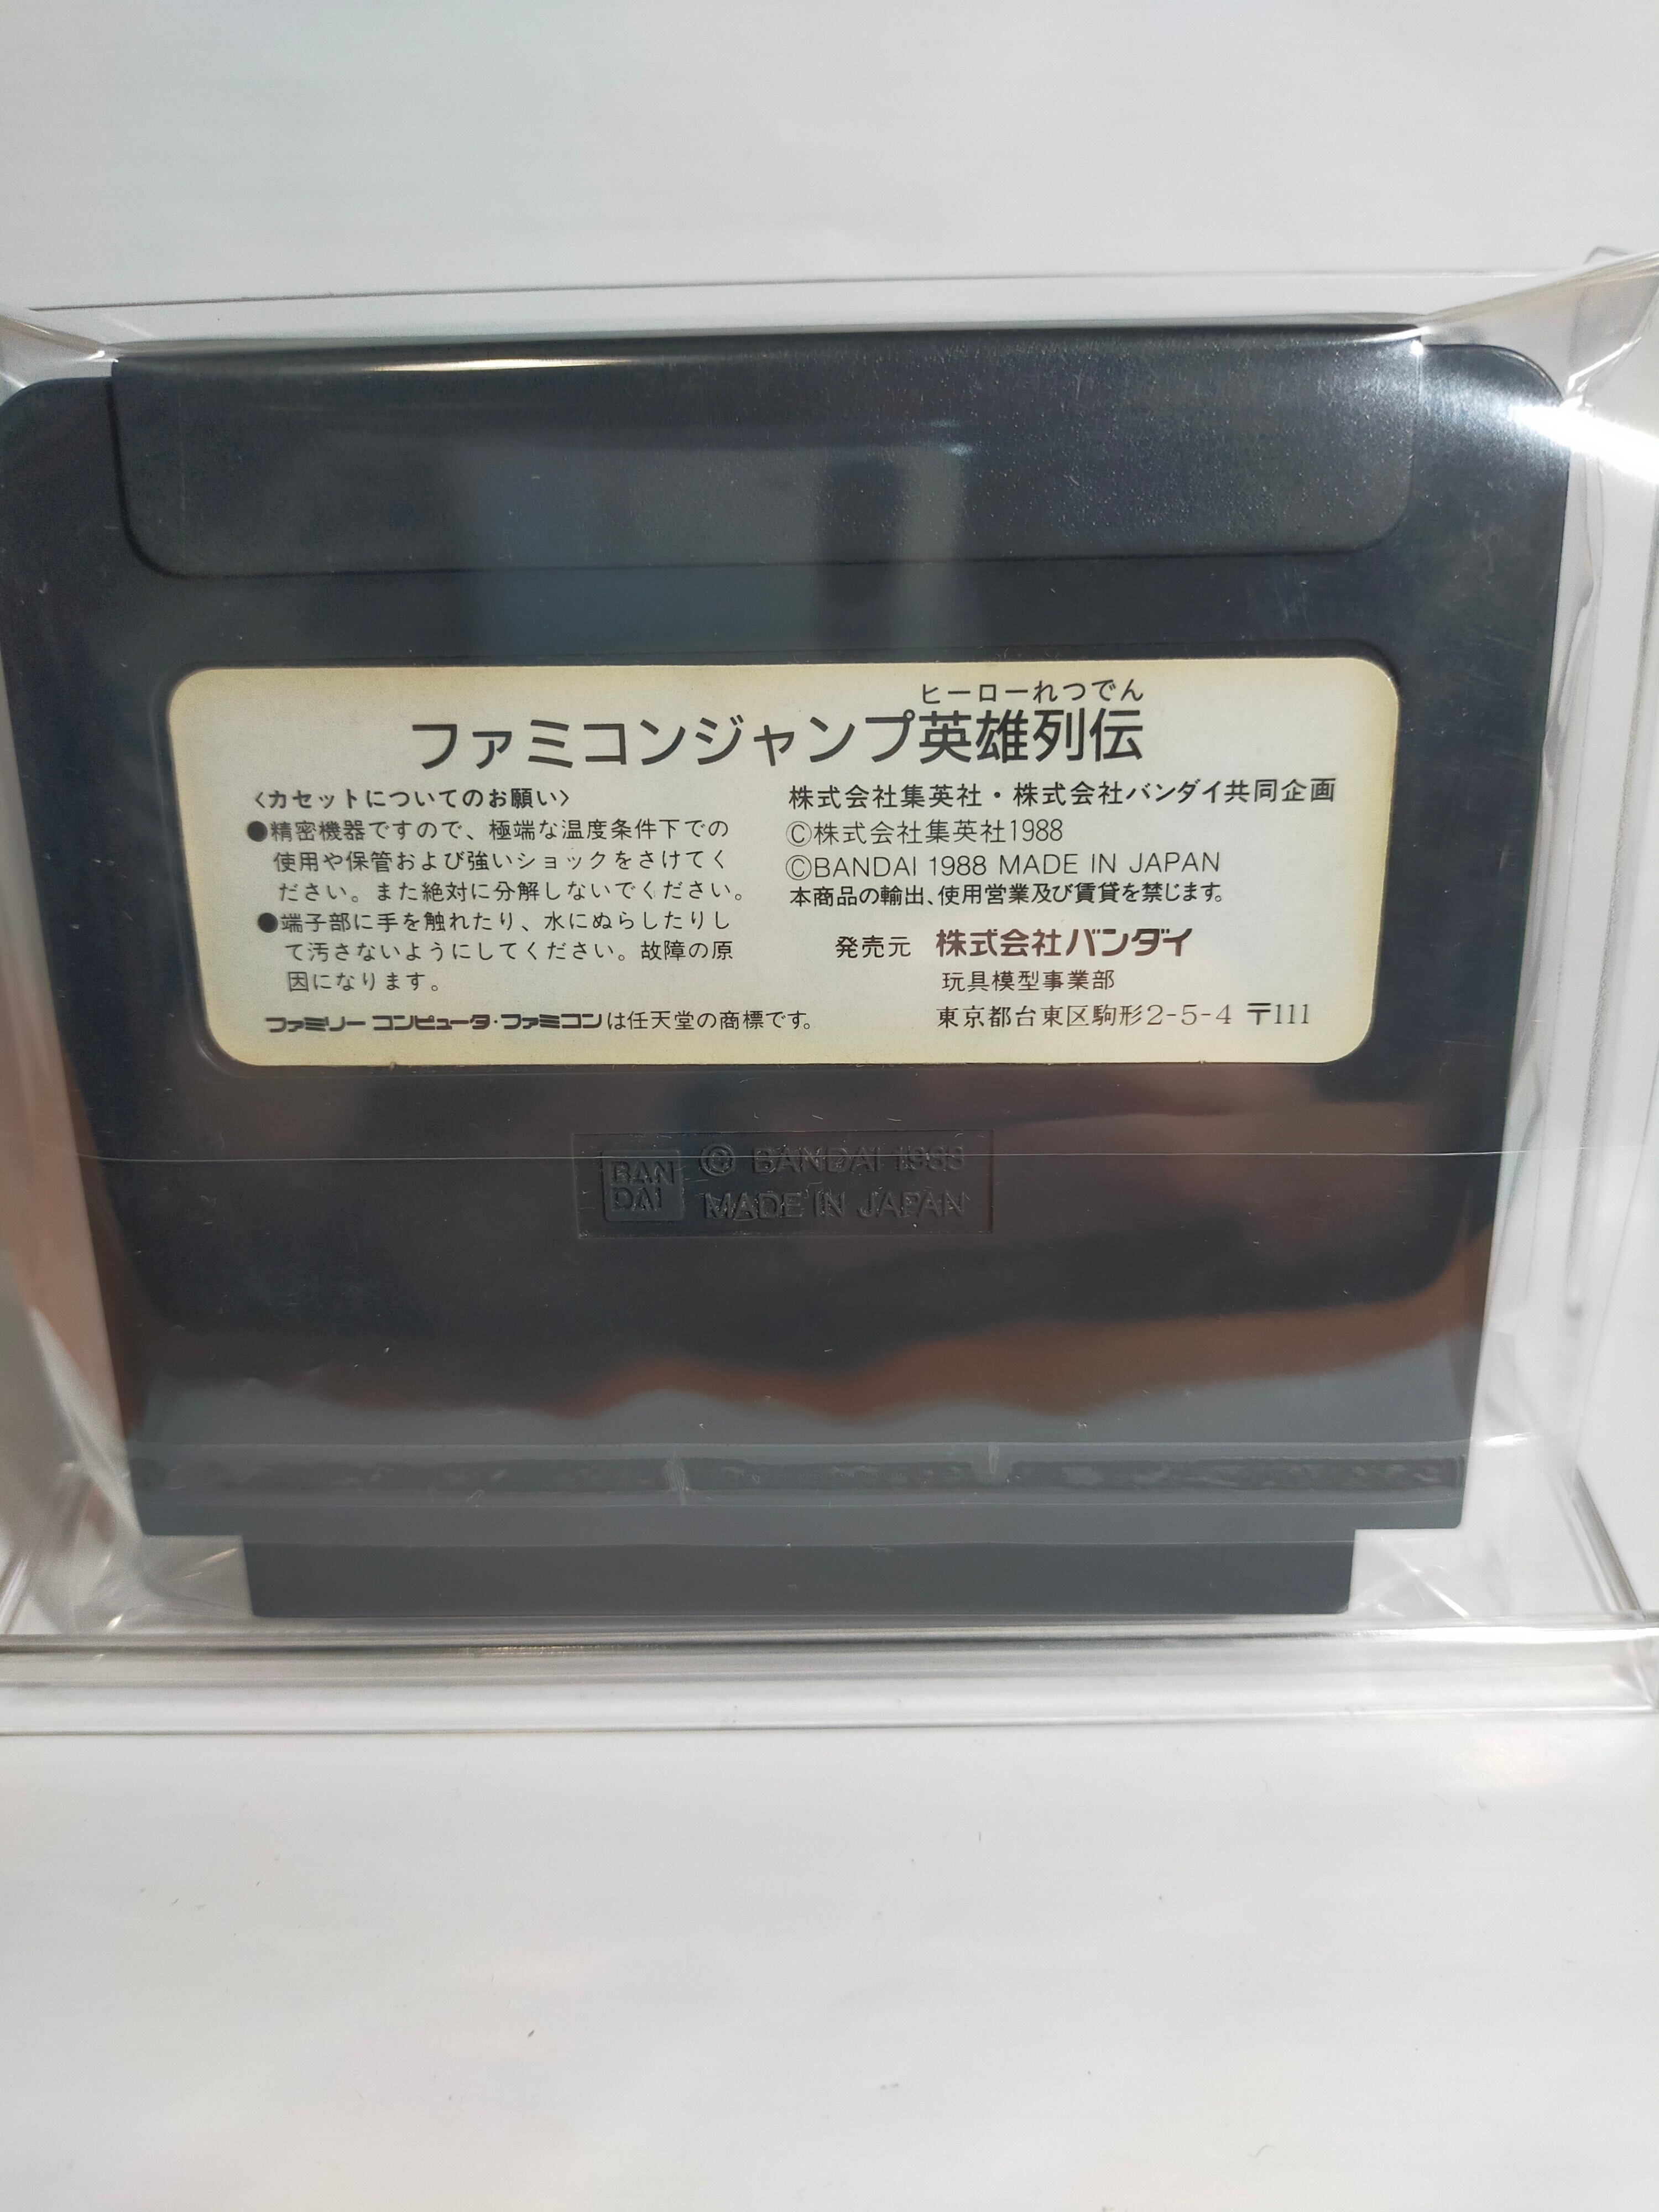 ヒーローれつでん
ファミコンジャンプ英雄列伝
〈カセットについてのお願い〉
●精密機器ですので、極端な温度条件下での
使用や保管および強いショックをさけてく
ださい。また絶対に分解しないでください。
●端子部に手を触れたり、水にぬらしたりし
て汚さないようにしてください。故障の原
因になります。
ファミリー コンピュータ・ファミコンは任天堂の商標です。
株式会社集英社・株式会社バンダイ共同企画
Ⓒ株式会社集英社1988
ⒸBANDAI 1988 MADE IN JAPAN
本商品の輸出、使用営業及び賃貸を禁じます。
発売元 株式会社バンダイ
玩具模型事業部
東京都台東区駒形2-5-4 〒111
BAN
DAI
© BANDAI 1988
MADE IN JAPAN